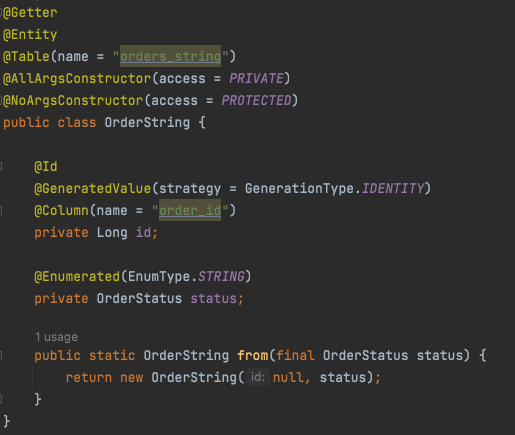 @Getter
@Entity
@Table(name = "orders_string")
@AllArgsConstructor(access = PRIVATE)
@NoArgsConstructor(access = PROTECTED)
public class OrderString {
@Id
@GeneratedValue(strategy = GenerationType.IDENTITY)
@Column(name = "order_id")
private Long id;
@Enumerated(EnumType.STRING)
private OrderStatus status;
1 usage
public static OrderString from(final OrderStatus status) {
return new OrderString( id: null, status);
}
}